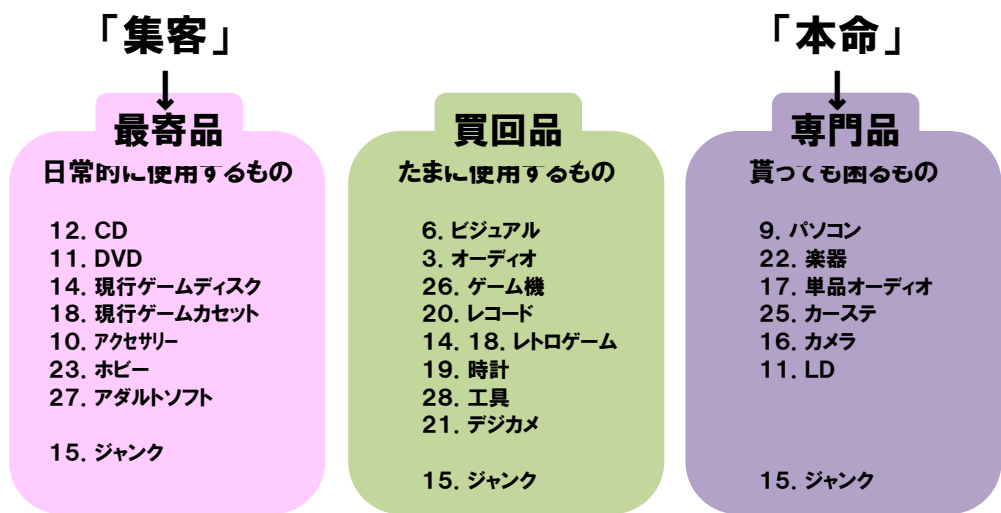 「集客」
↓
最寄品
日常的に使用するもの
12. CD
11. DVD
14. 現行ゲームディスク
18. 現行ゲームカセット
10. アクセサリー
23. ホビー
27. アダルトソフト
15. ジャンク
買回品
たまに使用するもの
6. ビジュアル
3. オーディオ
26. ゲーム機
20. レコード
14. 18. レトロゲーム
19. 時計
28. 工具
21. デジカメ
15. ジャンク
「本命」
↓
専門品
貰っても困るもの
9. パソコン
22. 楽器
17. 単品オーディオ
25. カーステ
16. カメラ
11. LD
15. ジャンク